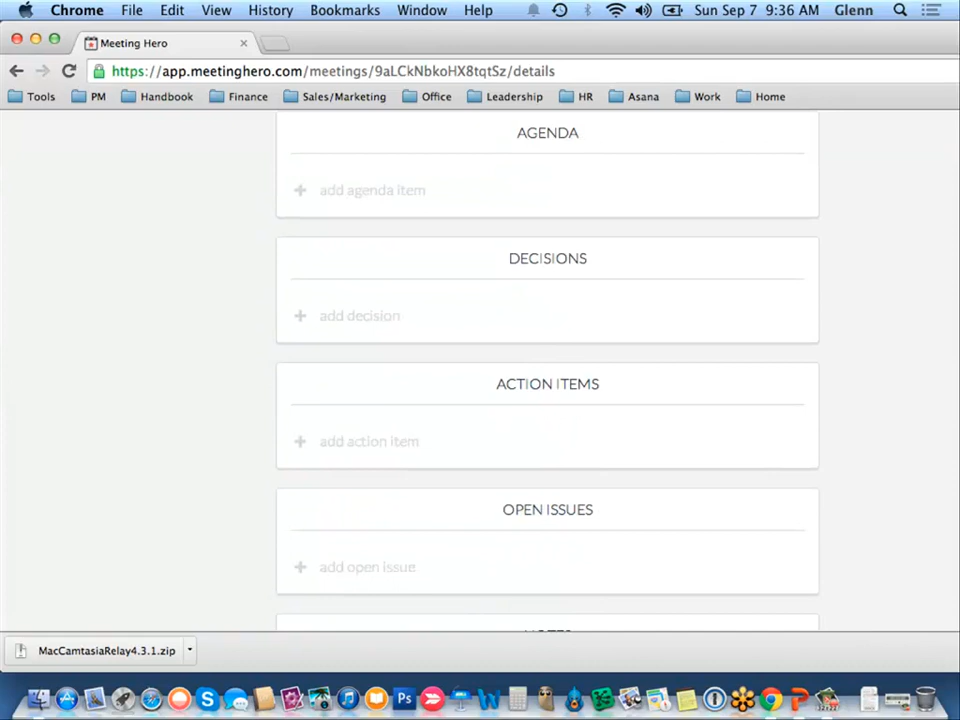 Chrome File Edit View History Bookmarks Window Help Sun Sep 7 9:36 AM Glenn
Meeting Hero
https://app.meetinghero.com/meetings/9aLCkNbkoHX8tqtSz/details
Tools PM Handbook Finance Sales/Marketing Office Leadership HR Asana Work Home
AGENDA
+ add agenda item
DECISIONS
+ add decision
ACTION ITEMS
+ add action item
OPEN ISSUES
+ add open issue
NOTES
MacCamtasiaRelay4.3.1.zip